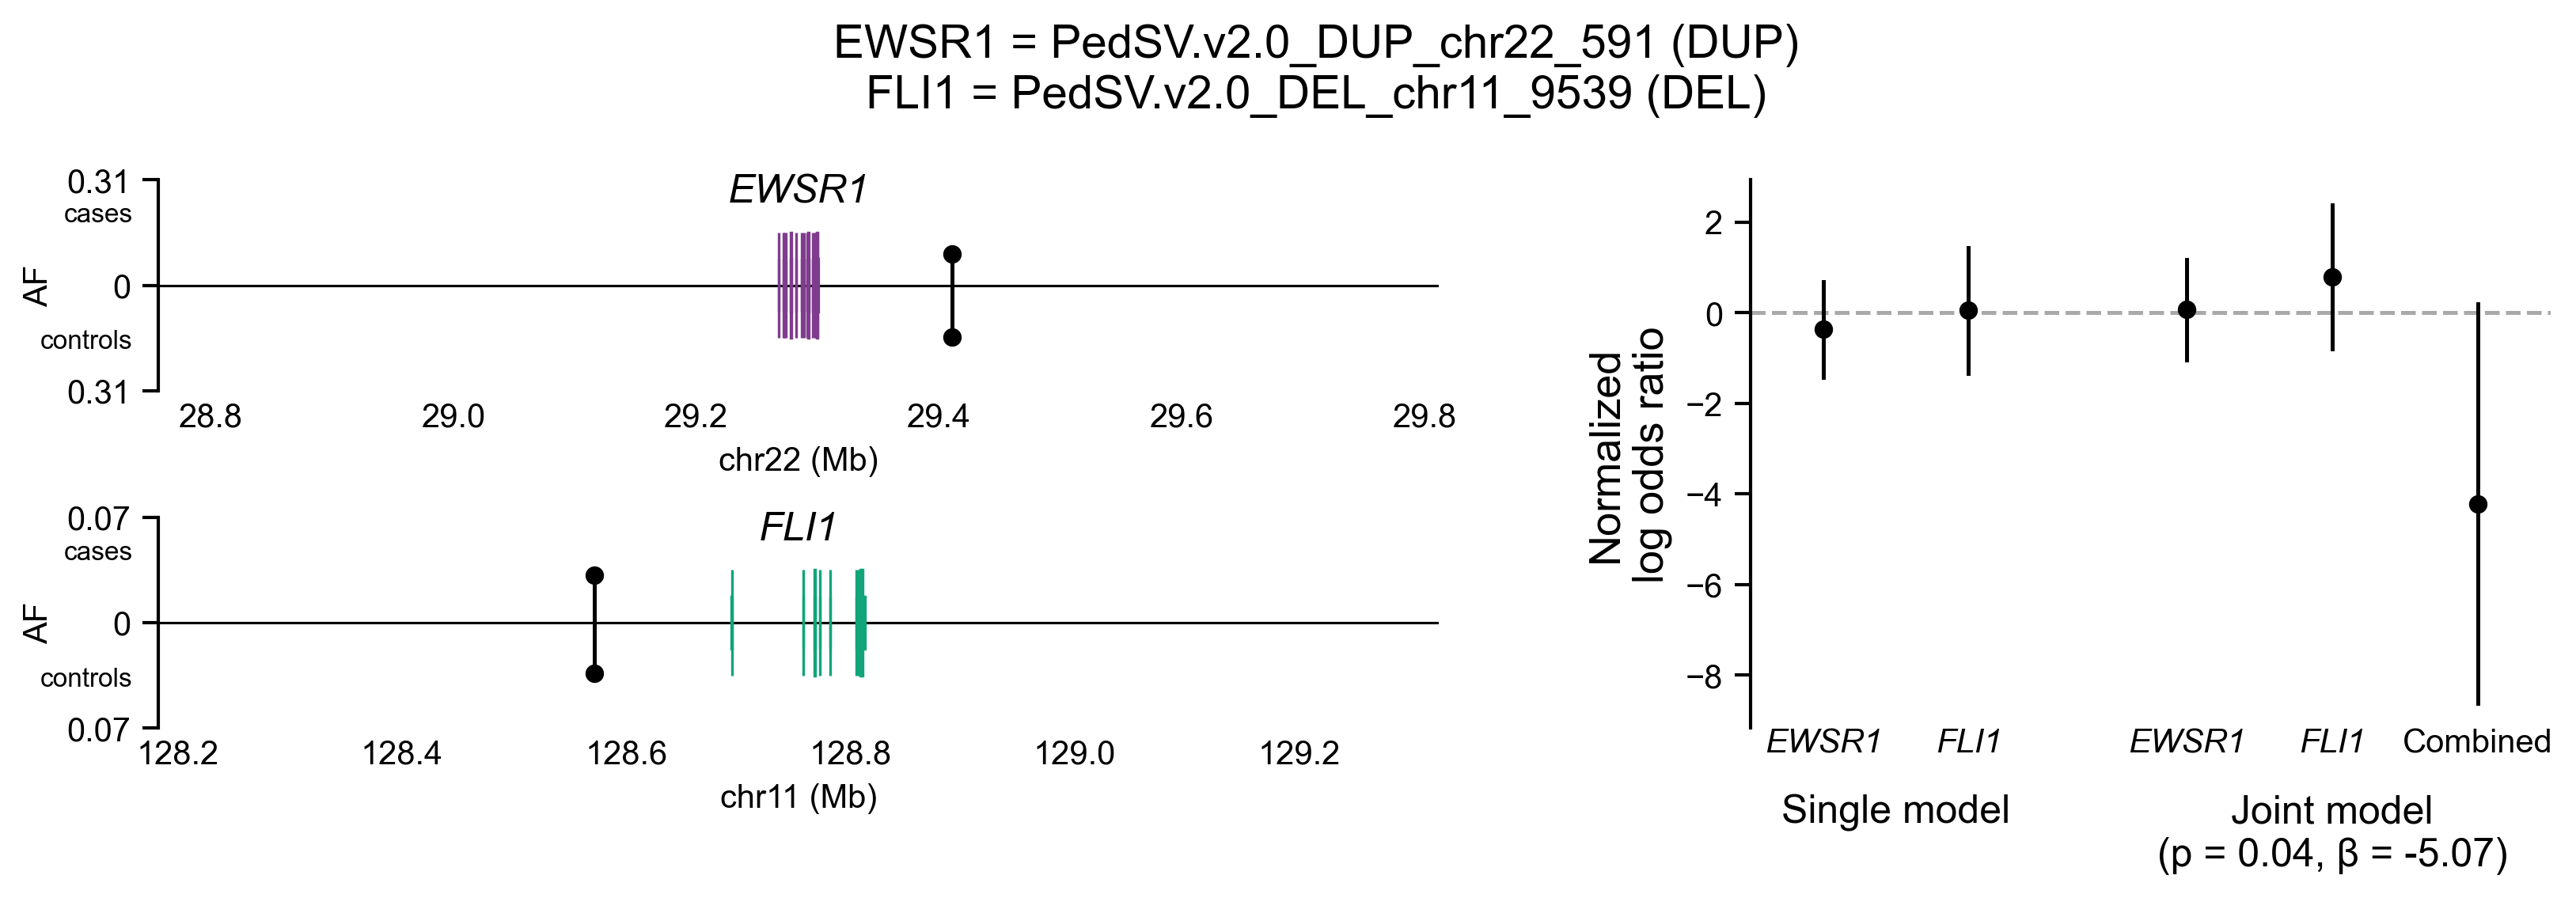 EWSR1 = PedSV.v2.0_DUP_chr22_591 (DUP)
FLI1 = PedSV.v2.0_DEL_chr11_9539 (DEL)
0.31
cases
AF
0
controls
0.31
EWSR1
28.8 29.0 29.2 29.4 29.6 29.8
chr22 (Mb)
0.07
cases
AF
0
controls
0.07
FLI1
128.2 128.4 128.6 128.8 129.0 129.2
chr11 (Mb)
Normalized
log odds ratio
2
0
−2
−4
−6
−8
EWSR1 FLI1 EWSR1 FLI1 Combined
Single model
Joint model
(p = 0.04, β = -5.07)